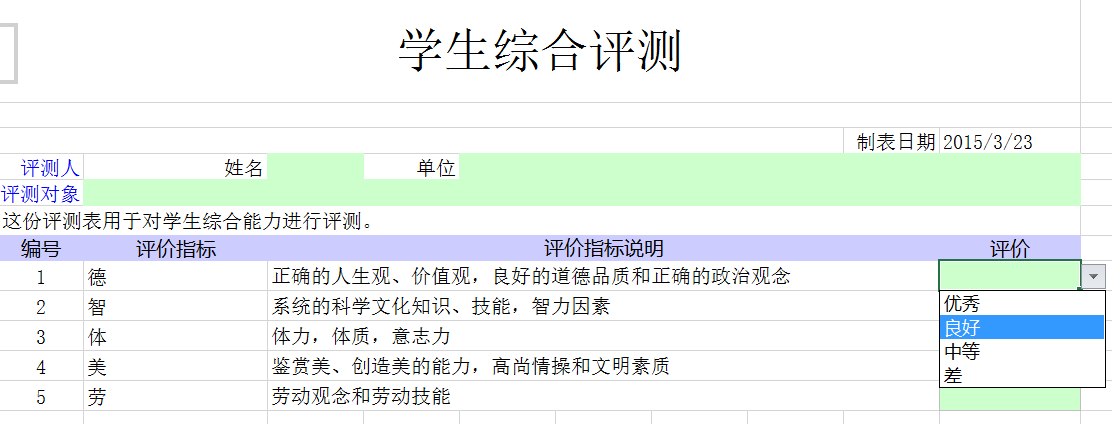 学生综合评测
制表日期 2015/3/23
评测人 姓名 单位
评测对象
这份评测表用于对学生综合能力进行评测。
编号 评价指标 评价指标说明 评价
1 德 正确的人生观、价值观，良好的道德品质和正确的政治观念
2 智 系统的科学文化知识、技能，智力因素
3 体 体力，体质，意志力
4 美 鉴赏美、创造美的能力，高尚情操和文明素质
5 劳 劳动观念和劳动技能
优秀
良好
中等
差